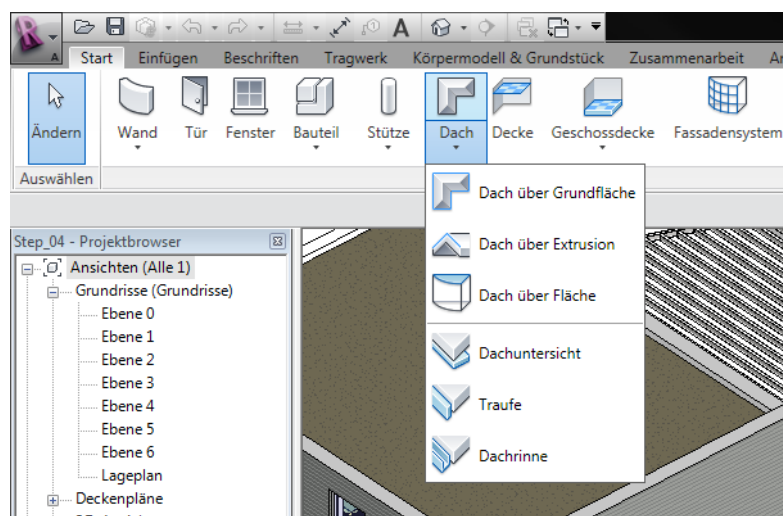 Start Einfügen Beschriften Tragwerk Körpermodell & Grundstück Zusammenarbeit
Ändern Wand Tür Fenster Bauteil Stütze Dach Decke Geschossdecke Fassadensystem
Auswählen
Dach über Grundfläche
Dach über Extrusion
Dach über Fläche
Dachuntersicht
Traufe
Dachrinne
Step_04 - Projektbrowser
Ansichten (Alle 1)
Grundrisse (Grundrisse)
Ebene 0
Ebene 1
Ebene 2
Ebene 3
Ebene 4
Ebene 5
Ebene 6
Lageplan
Deckenpläne